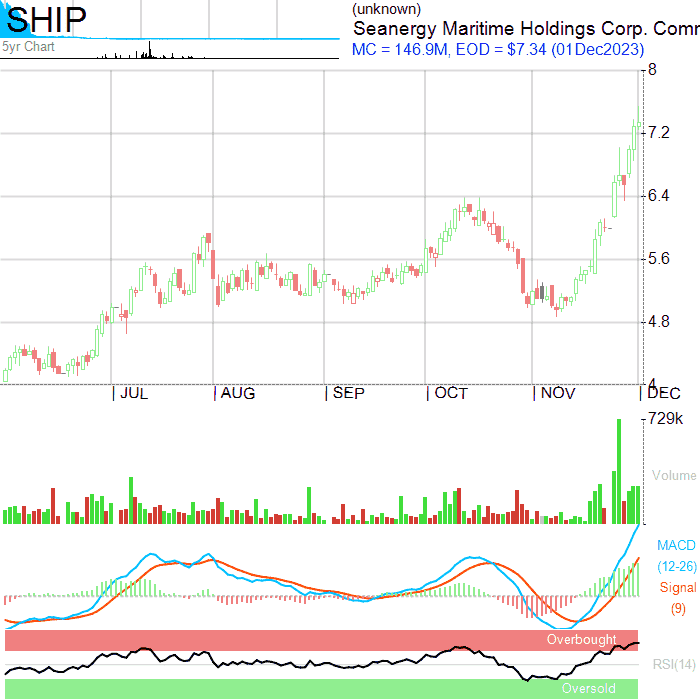 SHIP
5yr Chart
(unknown)
Seanergy Maritime Holdings Corp. Comr
MC = 146.9M, EOD = $7.34 (01Dec2023)
8
7.2
6.4
5.6
4.8
4
JUL AUG SEP OCT NOV DEC
729k
Volume
MACD
(12-26)
Signal
(9)
Overbought
RSI(14)
Oversold